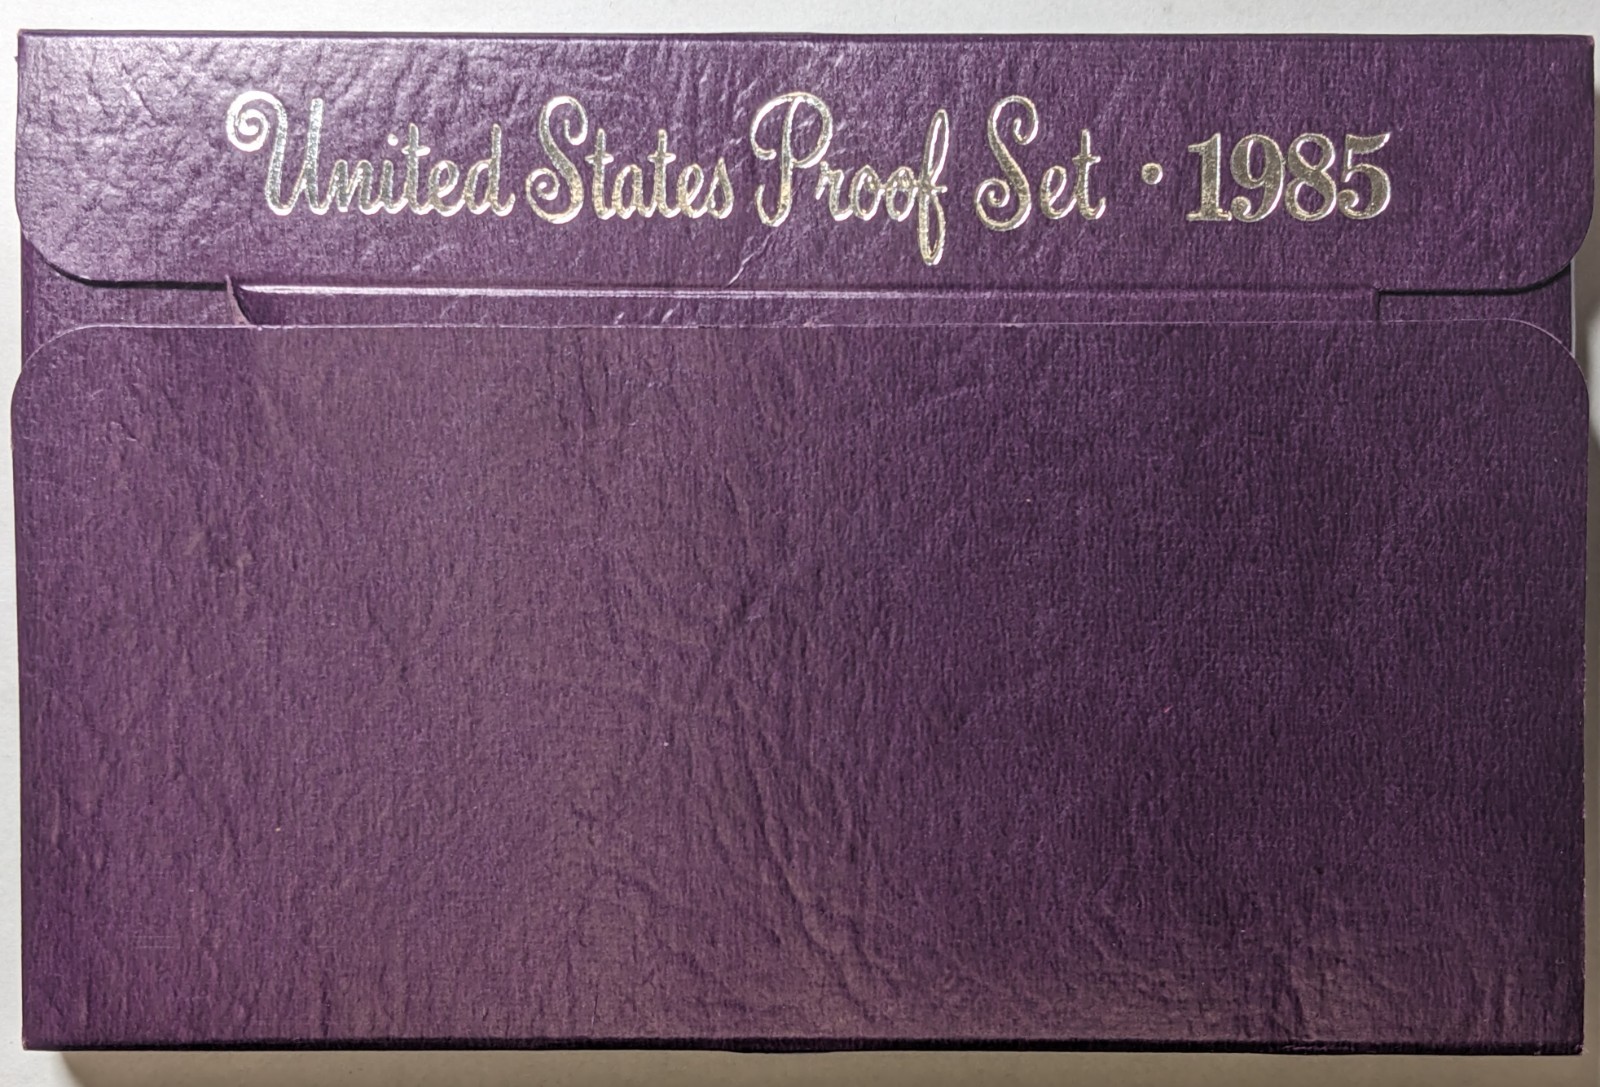 United States Proof Set • 1985